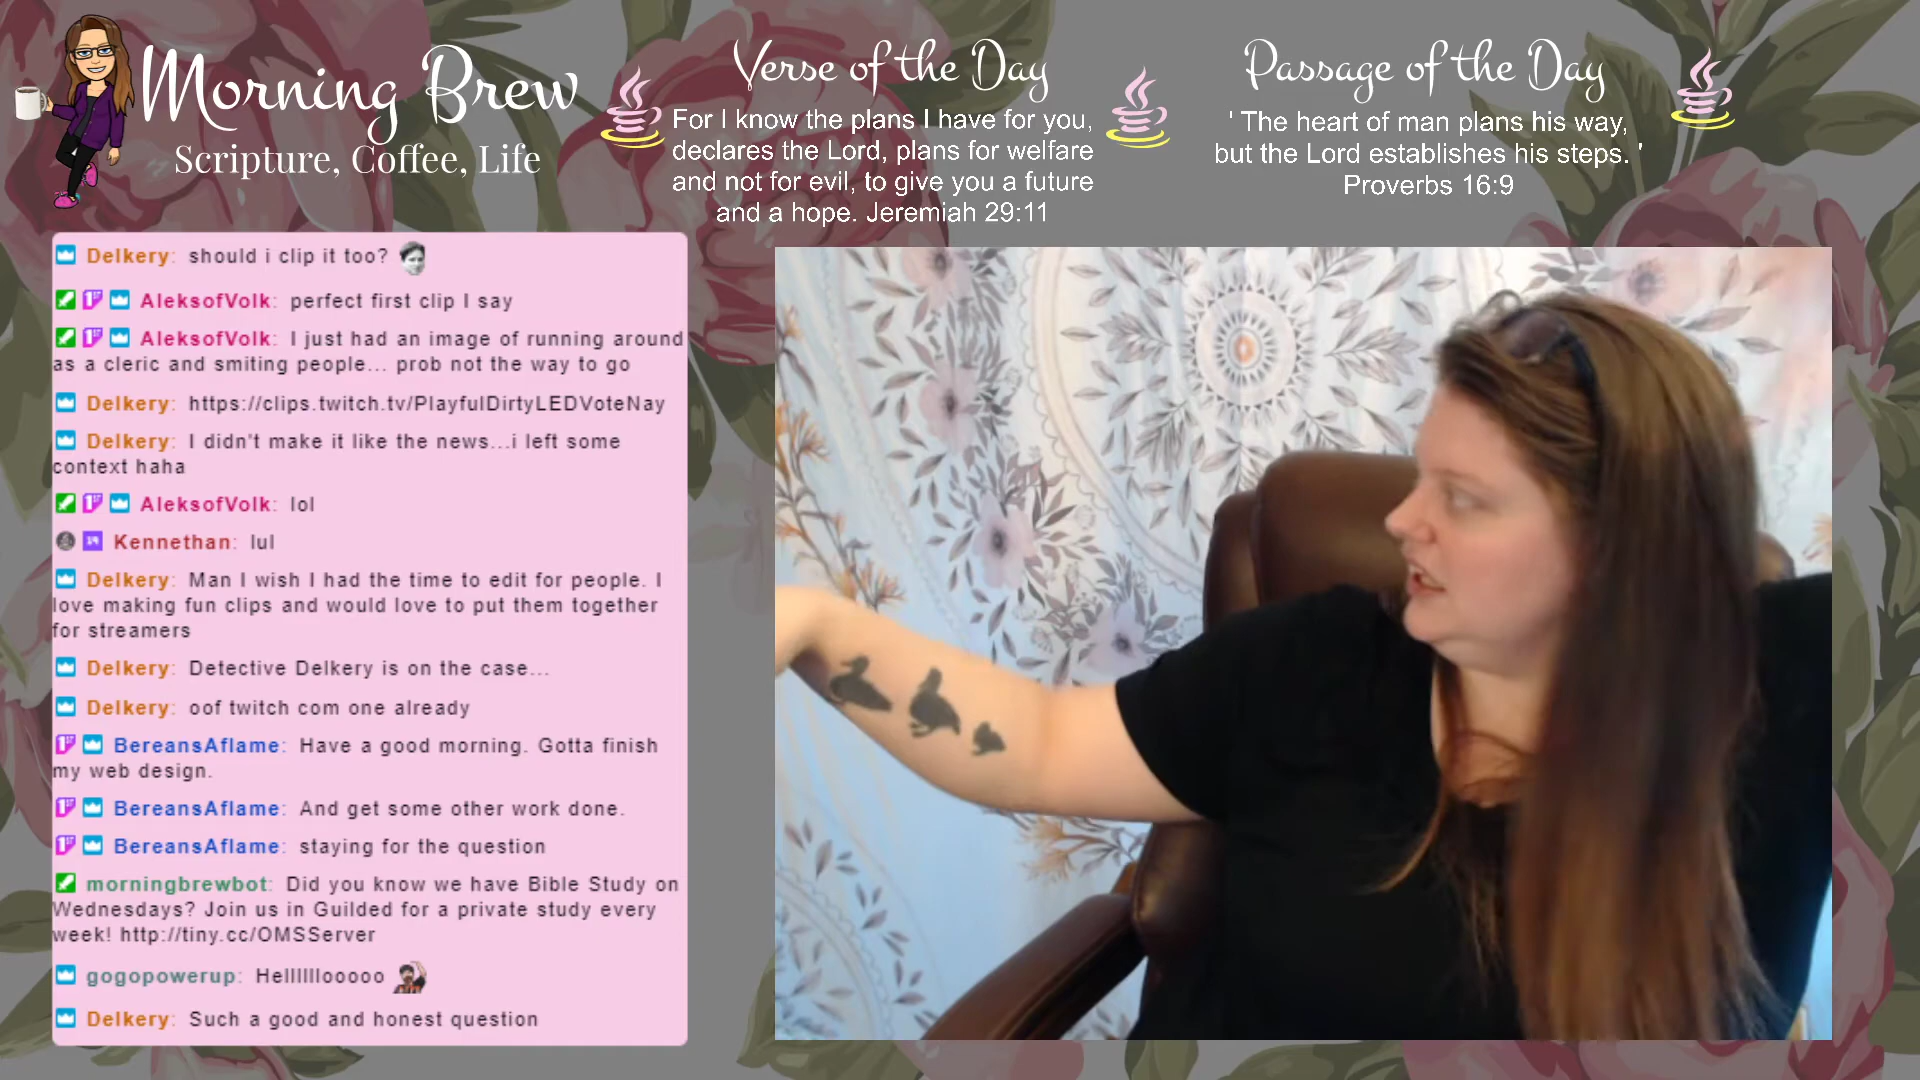 Morning Brew
Scripture, Coffee, Life
Verse of the Day
For I know the plans I have for you,
declares the Lord, plans for welfare
and not for evil, to give you a future
and a hope. Jeremiah 29:11
Passage of the Day
' The heart of man plans his way,
but the Lord establishes his steps. '
Proverbs 16:9
Delkery: should i clip it too?
AleksofVolk: perfect first clip I say
AleksofVolk: I just had an image of running around
as a cleric and smiting people... prob not the way to go
Delkery: https://clips.twitch.tv/PlayfulDirtyLEDVoteNay
Delkery: I didn't make it like the news...i left some
context haha
AleksofVolk: lol
Kennethan: lul
Delkery: Man I wish I had the time to edit for people. I
love making fun clips and would love to put them together
for streamers
Delkery: Detective Delkery is on the case...
Delkery: oof twitch com one already
BereansAflame: Have a good morning. Gotta finish
my web design.
BereansAflame: And get some other work done.
BereansAflame: staying for the question
morningbrewbot: Did you know we have Bible Study on
Wednesdays? Join us in Guilded for a private study every
week! http://tiny.cc/OMSServer
gogopowerup: Hellllllooooo
Delkery: Such a good and honest question